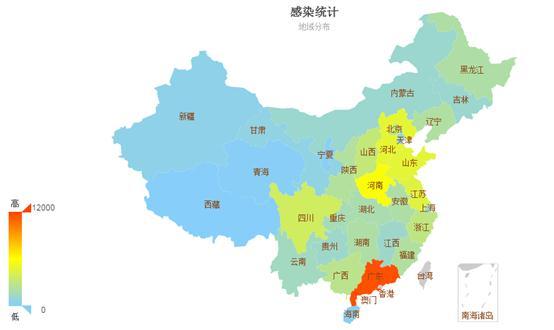 感染统计
地域分布
黑龙江
内蒙古
吉林
新疆
辽宁
甘肃
北京
天津
宁夏
山西
河北
青海
陕西
山东
河南
西藏
江苏
高
12000
四川
重庆
湖北
安徽
上海
浙江
湖南
江西
贵州
福建
云南
广西
广东
台湾
香港
澳门
0
低
海南
南海诸岛